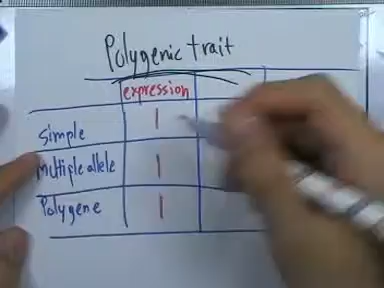 Polygenic trait
expression
Simple 1
Multiple allele 1
Polygene 1